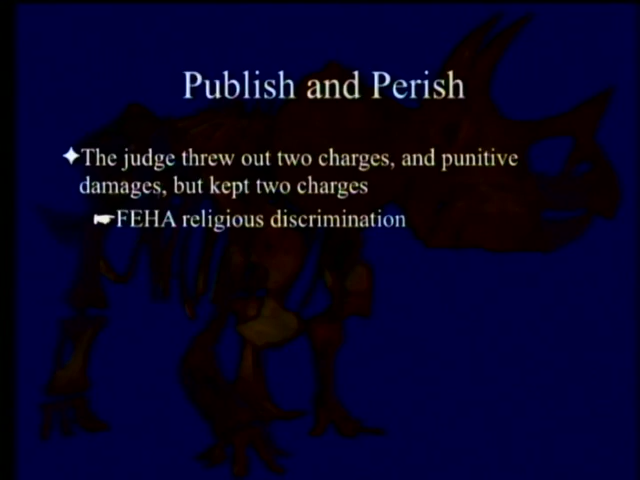 Publish and Perish
The judge threw out two charges, and punitive
damages, but kept two charges
FEHA religious discrimination